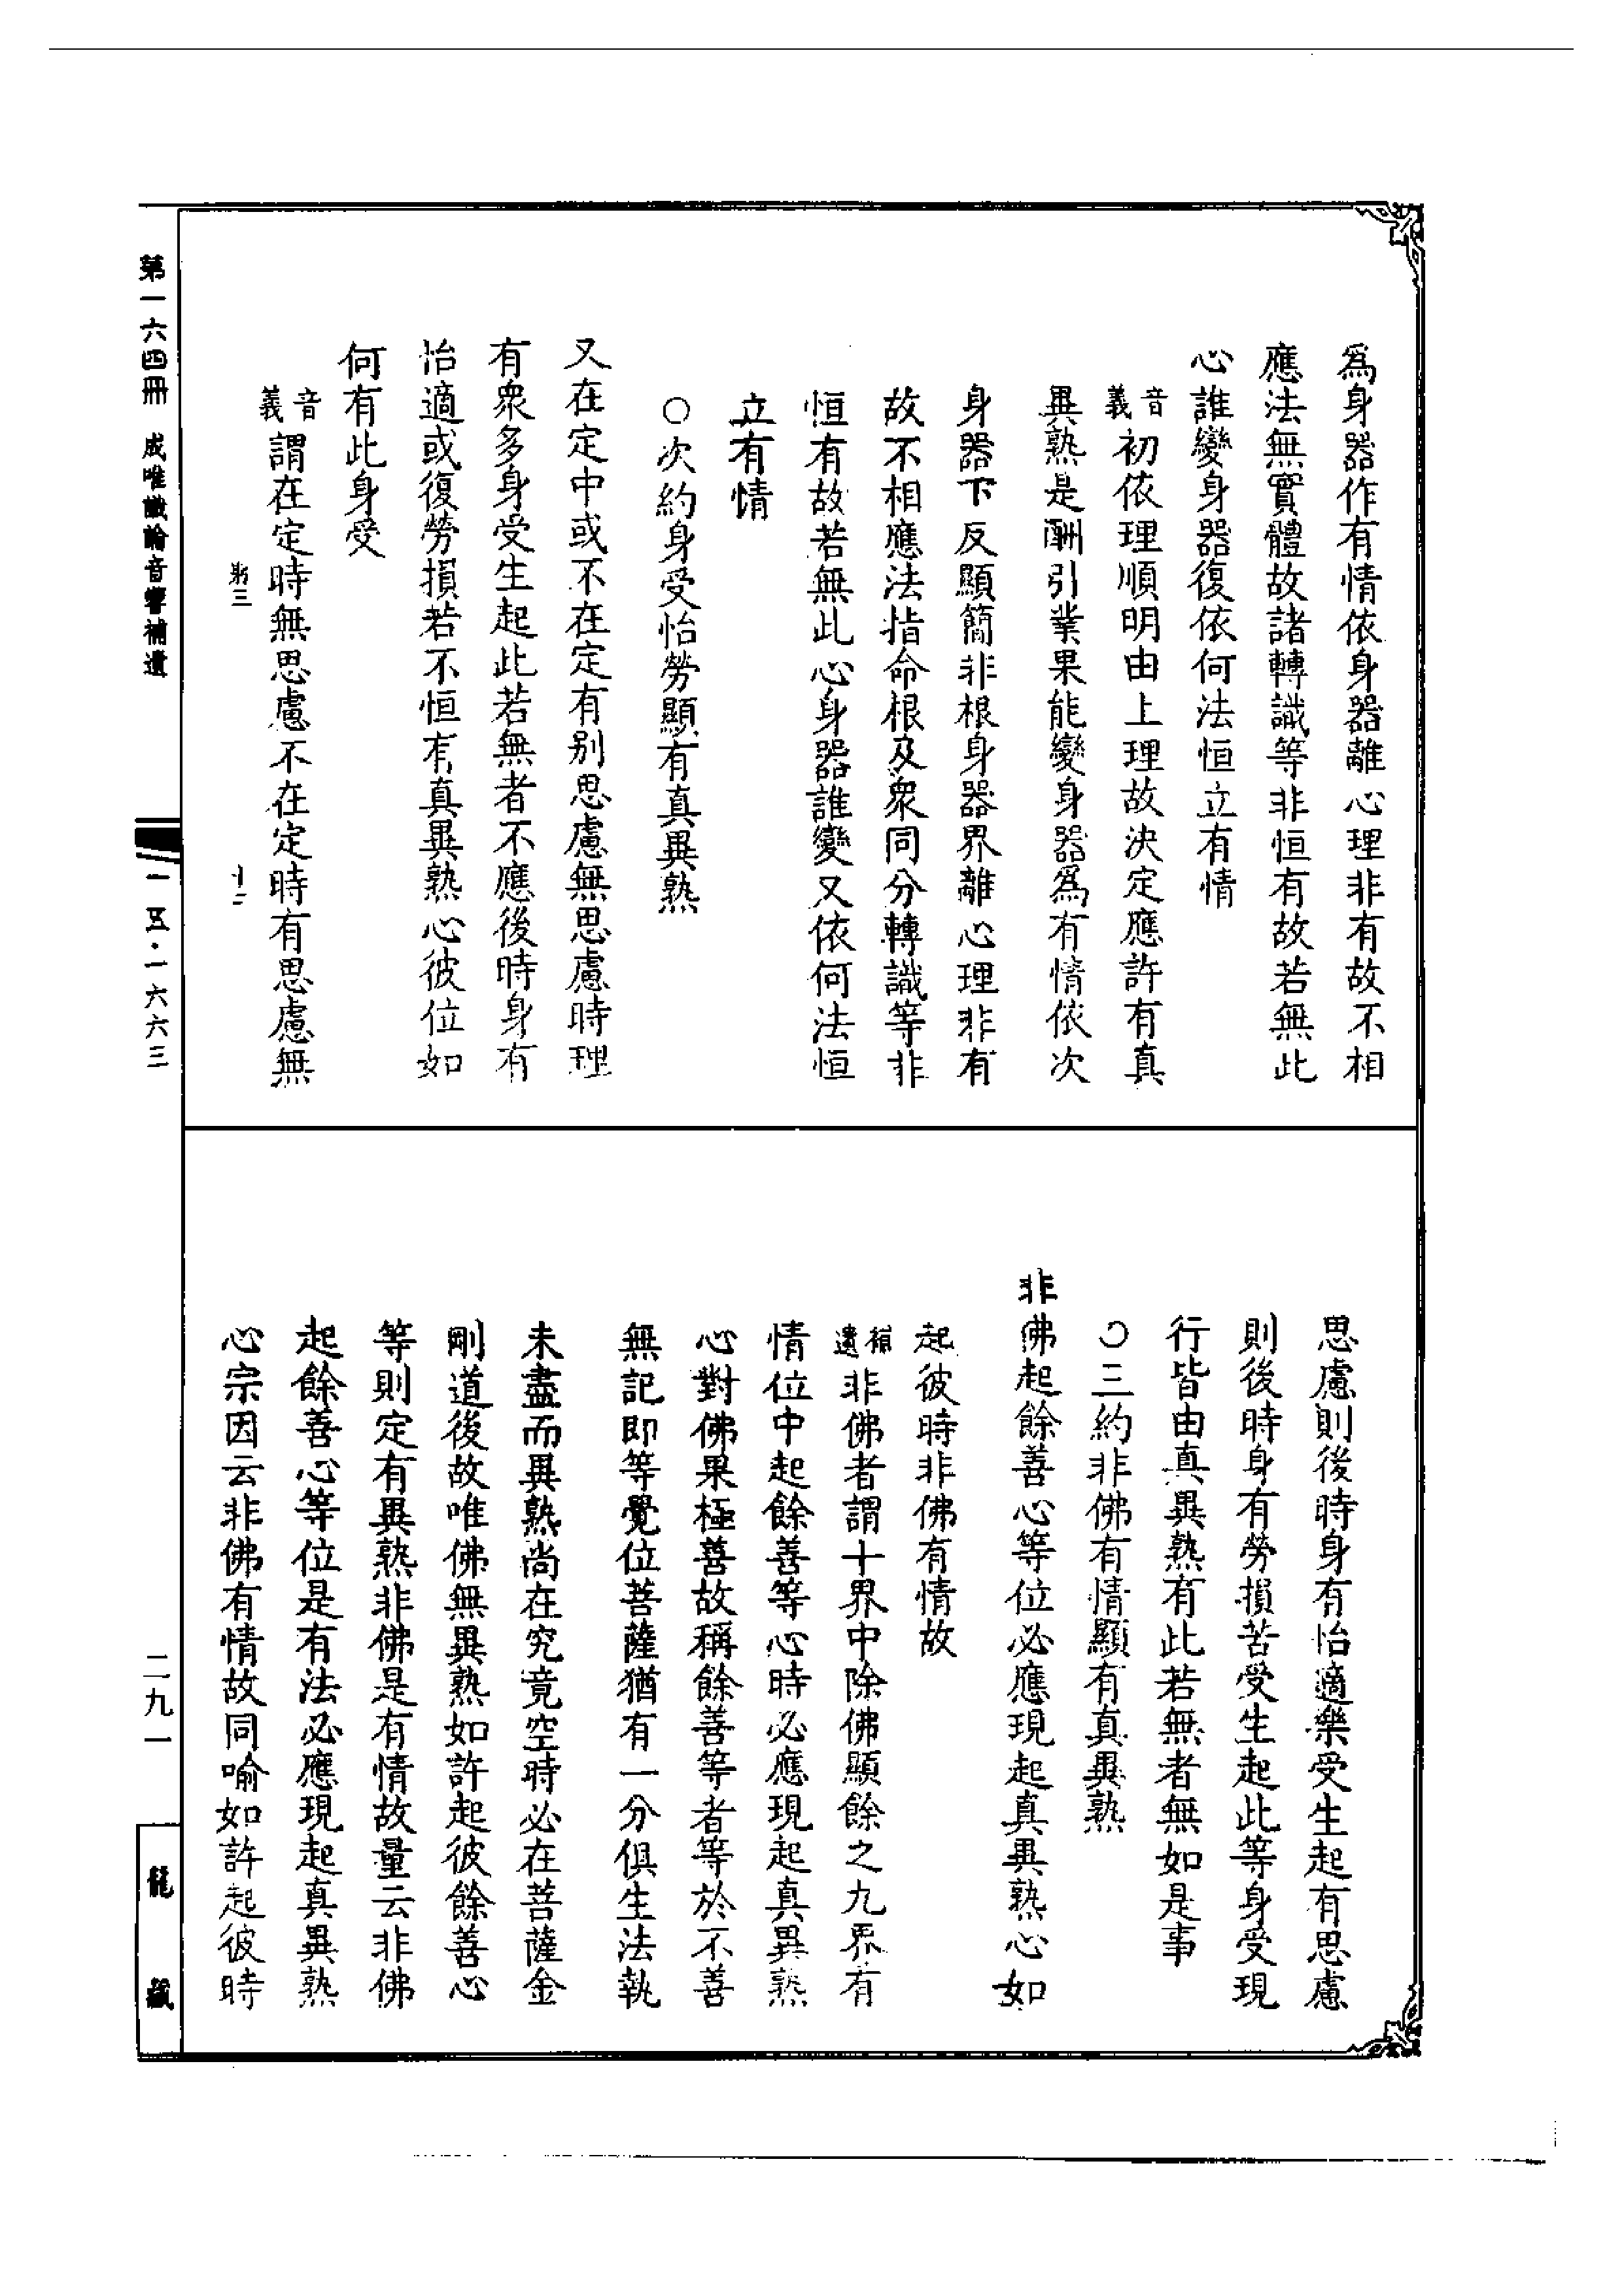 爲身器作有情依身器離心理非有故不相
應法無實體故諸轉識等非恒有故若無此
心誰變身器復依何法恒立有情
音義初依理順明由上理故決定應許有真
異熟是酬引業果能變身器爲有情依次
身器下反顯簡非根身器界離心理非有
故不相應法指命根及衆同分轉識等非
恒有故若無此心身器誰變又依何法恒
立有情
○次約身受怡勞顯有真異熟
又在定中或不在定有別思慮無思慮時理
有衆多身受生起此若無者不應後時身有
怡適或復勞損若不恒有真異熟心彼位如
何有此身受
音義謂在定時無思慮不在定時有思慮無
思慮則後時身有怡適樂受生起有思慮
則後時身有勞損苦受生起此等身受現
行皆由真異熟有此若無者無如是事
○三約非佛有情顯有真異熟
非佛起餘善心等位必應現起真異熟心如
起彼時非佛有情故
補遺非佛者謂十界中除佛顯餘之九界有
情位中起餘善等心時必應現起真異熟
心對佛果極善故稱餘善等者等於不善
無記即等覺位菩薩猶有一分俱生法執
未盡而異熟尚在究竟空時必在菩薩金
剛道後故唯佛無異熟如許起彼餘善心
等則定有異熟非佛是有情故量云非佛
起餘善心等位是有法必應現起真異熟
心宗因云非佛有情故同喻如許起彼時
第一六四冊 成唯識論音響補遺
一五·一六六三
二九一
龍藏